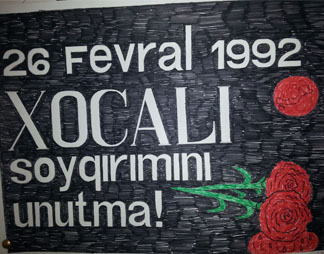 26 Fevral 1992
XOCALI
soyqırımını
unutma!